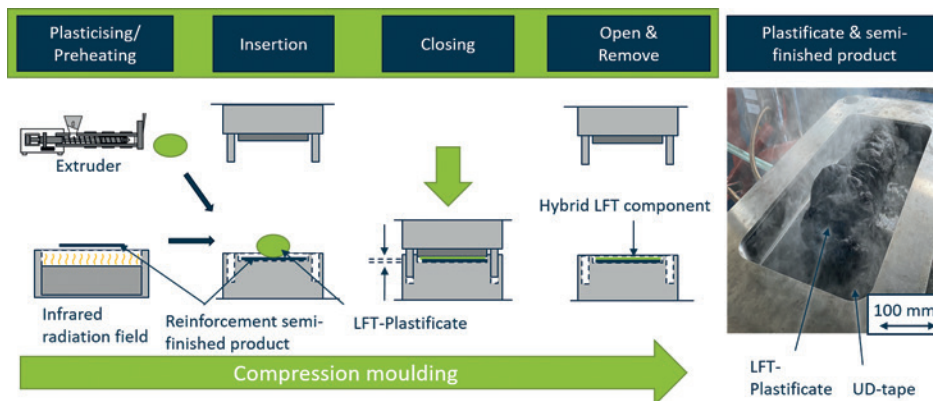 Plasticising/
Preheating
Insertion
Closing
Open &
Remove
Plastificate & semi-
finished product
Extruder
Hybrid LFT component
Infrared
radiation field
Reinforcement semi-
finished product
LFT-Plastificate
100 mm
LFT-
Plastificate
UD-tape
Compression moulding